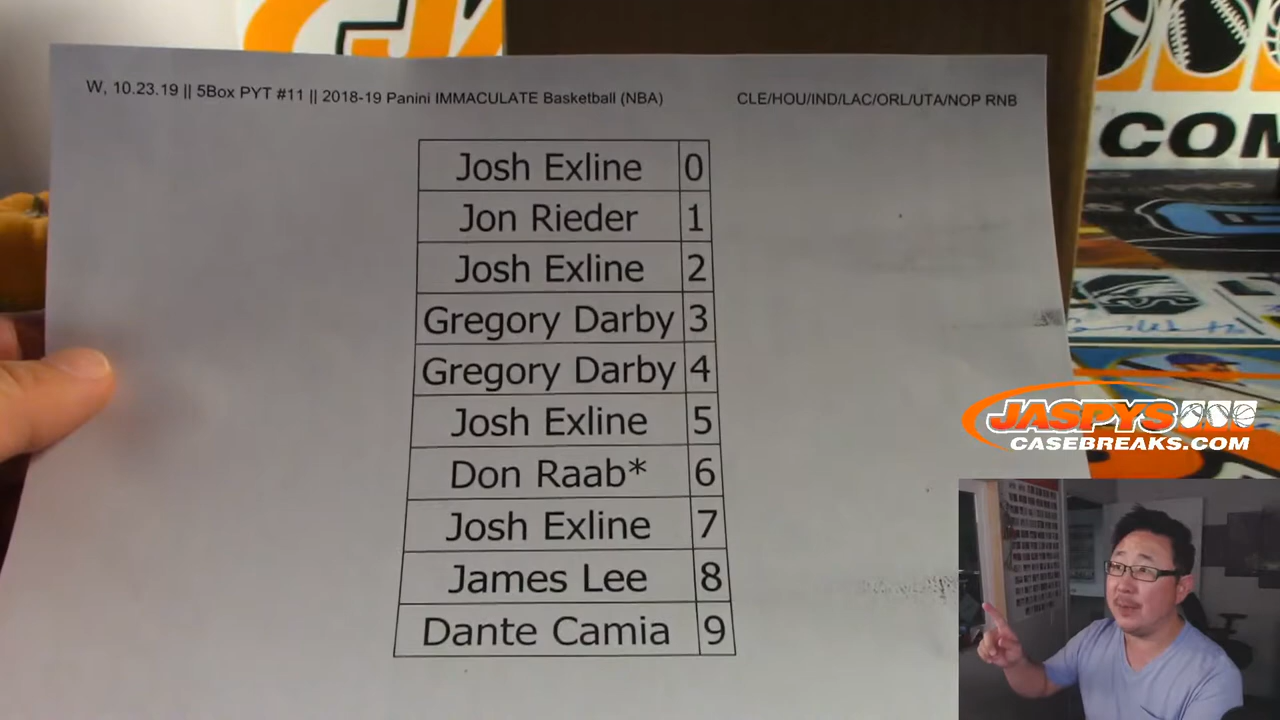 W, 10.23.19 || 5Box PYT #11 || 2018-19 Panini IMMACULATE Basketball (NBA) CLE/HOU/IND/LAC/ORL/UTA/NOP RNB
Josh Exline 0
Jon Rieder 1
Josh Exline 2
Gregory Darby 3
Gregory Darby 4
Josh Exline 5
Don Raab* 6
Josh Exline 7
James Lee 8
Dante Camia 9
JASPYS
CASEBREAKS.COM